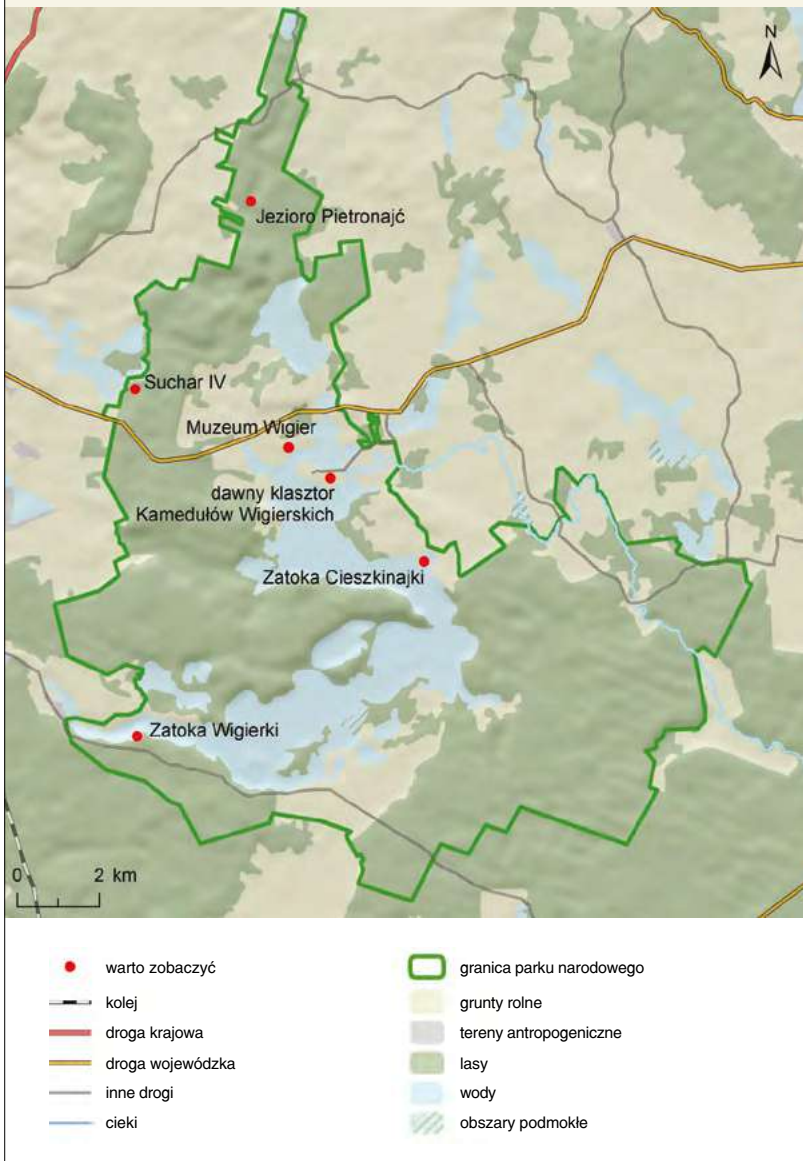 N
Jezioro Pietronajć
Suchar IV
Muzeum Wigier
dawny klasztor
Kamedułów Wigierskich
Zatoka Cieszkinajki
Zatoka Wigierki
0 2 km
warto zobaczyć
kolej
droga krajowa
droga wojewódzka
inne drogi
cieki
granica parku narodowego
grunty rolne
tereny antropogeniczne
lasy
wody
obszary podmokłe